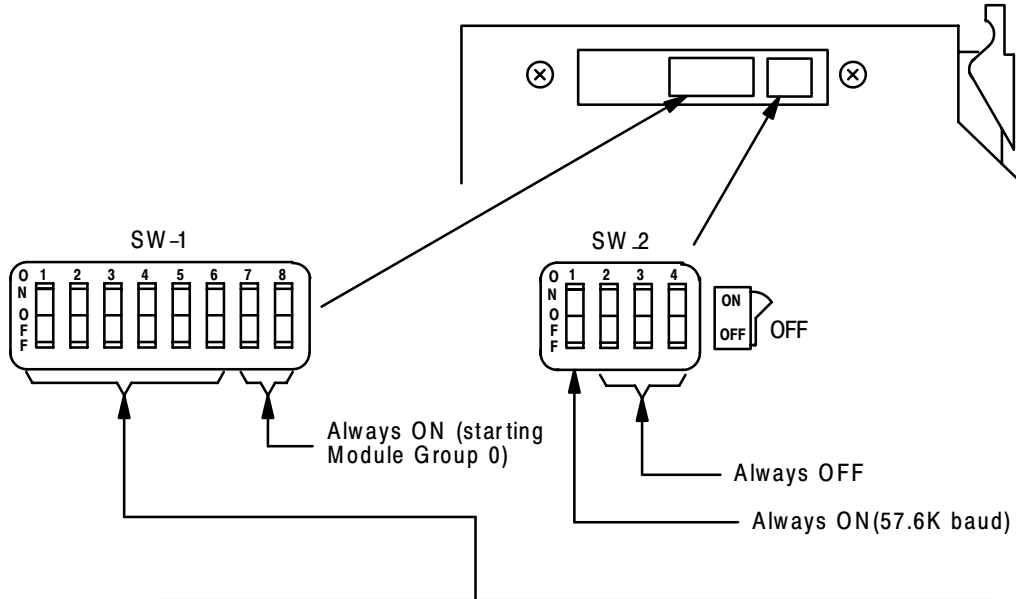 SW-1
O N O F F
1 2 3 4 5 6 7 8
SW-2
O N O F F
1 2 3 4
ON
OFF
OFF
Always ON (starting
Module Group 0)
Always OFF
Always ON(57.6K baud)